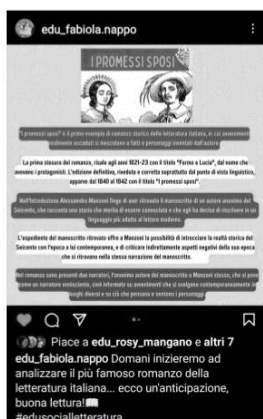 edu_fabiola.nappo
I PROMESSI SPOSI
"I promessi sposi" è il primo esempio di romanzo storico della letteratura italiana, in cui avvenimenti
realmente accaduti si mescolano a fatti e personaggi inventati dall'autore.
La prima stesura del romanzo, risale agli anni 1821-23 con il titolo "Fermo e Lucia", dal nome che
avevano i protagonisti. L'edizione definitiva, riveduta e corretta soprattutto dal punto di vista linguistico,
apparve dal 1840 al 1842 con il titolo "I promessi sposi".
Nell'Introduzione Alessandro Manzoni finge di aver ritrovato il manoscritto di un autore anonimo del
Seicento, che racconta una storia che merita di essere conosciuta e che egli ha deciso di riscrivere in un
linguaggio più adatto al lettore moderno.
L'espediente del manoscritto ritrovato offre a Manzoni la possibilità di intrecciare la realtà storica del
Seicento con l'epoca a lui contemporanea, e di criticare indirettamente aspetti negativi della sua epoca
che si ritrovano nella stessa narrazione del manoscritto.
Nel romanzo sono presenti due narratori, l'anonimo autore del manoscritto e Manzoni stesso, che si pone
come un narratore onnisciente, cioè informato su avvenimenti che si svolgono contemporaneamente in
luoghi diversi e su ciò che pensano e sentono i personaggi.
Piace a edu_rosy_mangano e altri 7
edu_fabiola.nappo Domani inizieremo ad
analizzare il più famoso romanzo della
letteratura italiana... ecco un'anticipazione,
buona lettura!📖
#edusocialletteratura